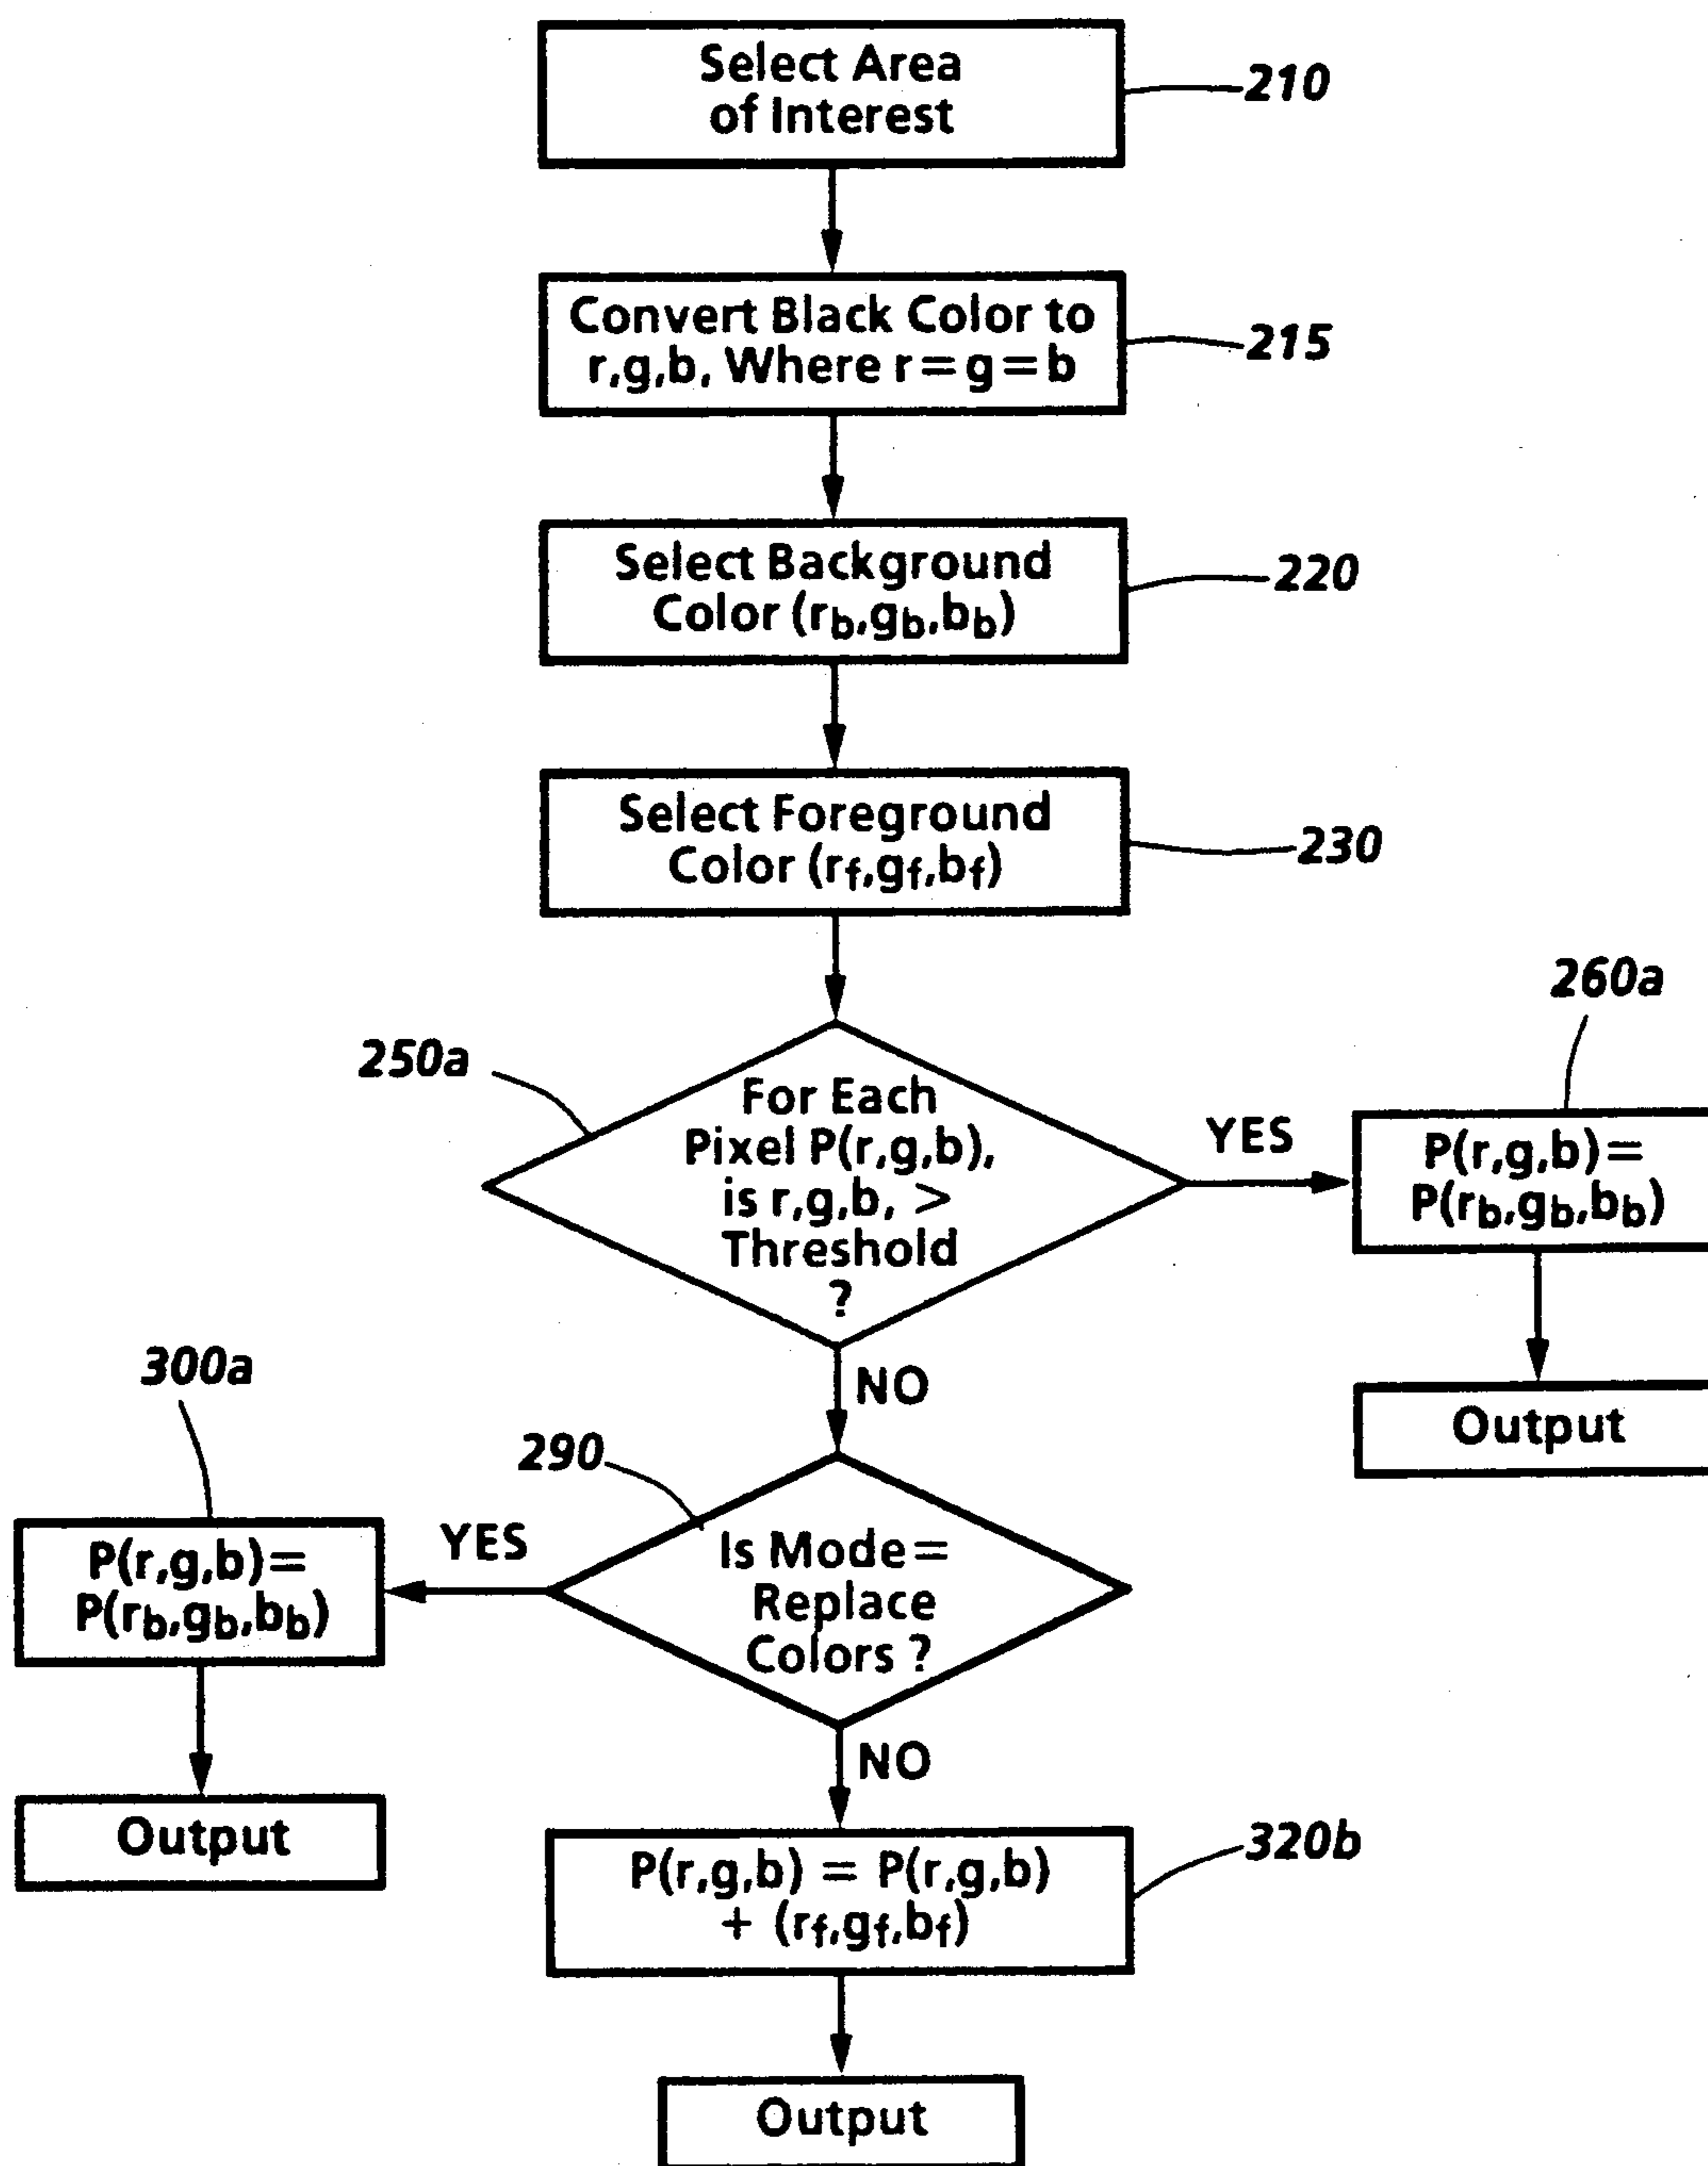 Select Area
of Interest
210
Convert Black Color to
r,g,b, Where r=g=b
215
Select Background
Color (rb,gb,bb)
220
Select Foreground
Color (rf,gf,bf)
230
250a
For Each
Pixel P(r,g,b),
is r,g,b, >
Threshold
?
YES
260a
P(r,g,b)=
P(rb,gb,bb)
Output
NO
290
Is Mode=
Replace
Colors ?
YES
300a
P(r,g,b)=
P(rb,gb,bb)
Output
NO
P(r,g,b) = P(r,g,b)
+ (rf,gf,bf)
320b
Output